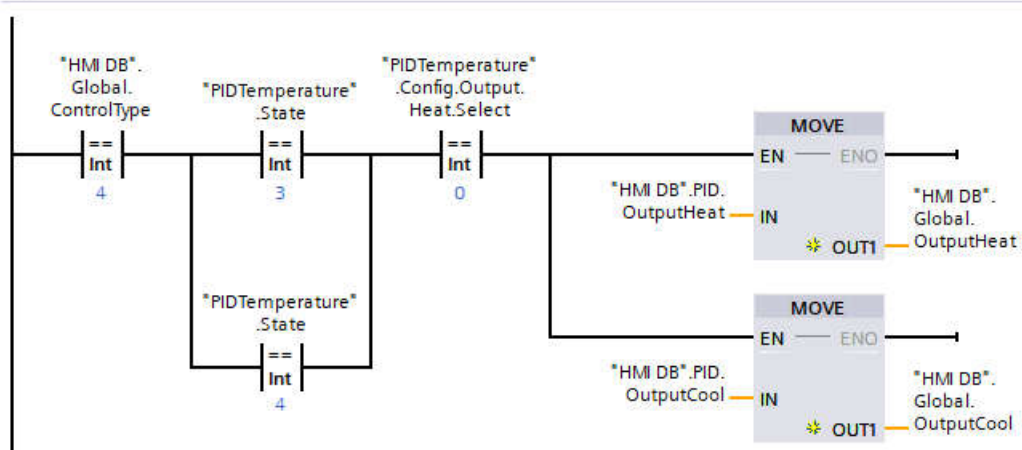 "HMI DB".
Global.
ControlType
==
Int
4
"PIDTemperature"
.State
==
Int
3
"PIDTemperature"
.State
==
Int
4
"PIDTemperature"
.Config.Output.
Heat.Select
==
Int
0
MOVE
EN
ENO
"HMI DB".PID.
OutputHeat
IN
OUT1
"HMI DB".
Global.
OutputHeat
MOVE
EN
ENO
"HMI DB".PID.
OutputCool
IN
OUT1
"HMI DB".
Global.
OutputCool